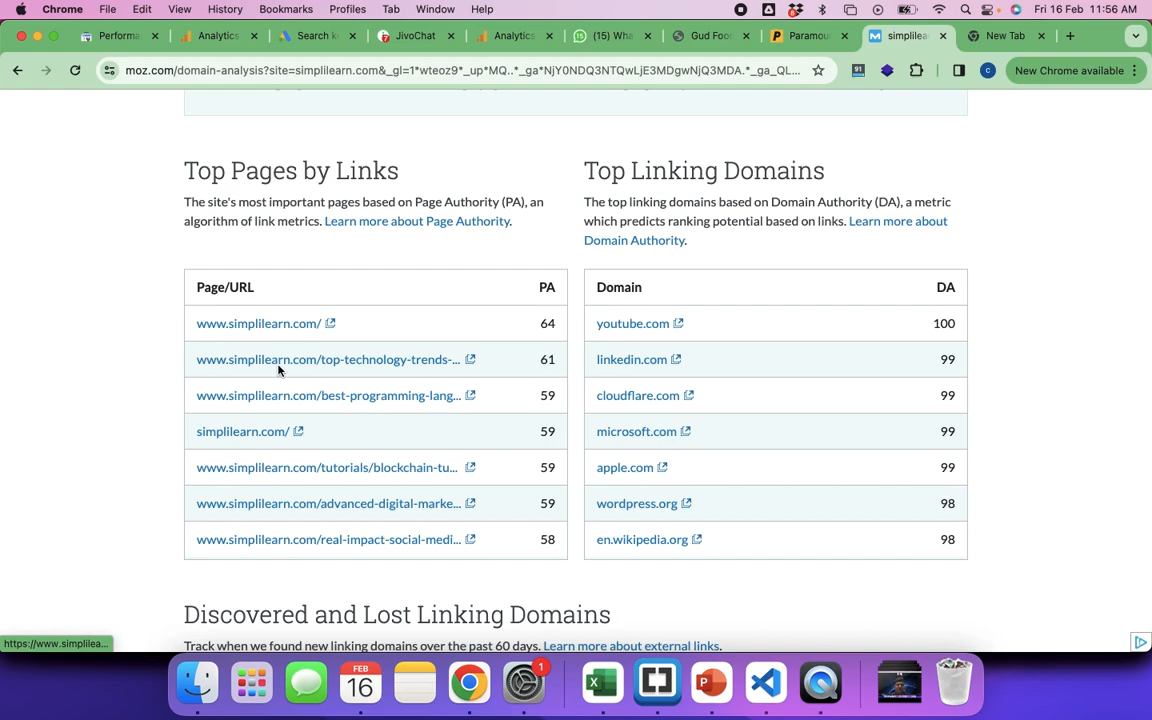 Chrome File Edit View History Bookmarks Profiles Tab Window Help Fri 16 Feb 11:56 AM
Performa Analytics Search k JivoChat Analytics (15) Wha Gud Foo Paramou simplilea New Tab
moz.com/domain-analysis?site=simplilearn.com&_gl=1*wteoz9*_up*MQ..*_ga*NjY0NDQ3NTQwLjE3MDgwNjQ3MDA.*_ga_QL... 91 C New Chrome available
Top Pages by Links
The site's most important pages based on Page Authority (PA), an
algorithm of link metrics. Learn more about Page Authority.
Page/URL PA
www.simplilearn.com/ 64
www.simplilearn.com/top-technology-trends-... 61
www.simplilearn.com/best-programming-lang... 59
simplilearn.com/ 59
www.simplilearn.com/tutorials/blockchain-tu... 59
www.simplilearn.com/advanced-digital-marke... 59
www.simplilearn.com/real-impact-social-medi... 58
Top Linking Domains
The top linking domains based on Domain Authority (DA), a metric
which predicts ranking potential based on links. Learn more about
Domain Authority.
Domain DA
youtube.com 100
linkedin.com 99
cloudflare.com 99
microsoft.com 99
apple.com 99
wordpress.org 98
en.wikipedia.org 98
Discovered and Lost Linking Domains
Track when we found new linking domains over the past 60 days. Learn more about external links.
https://www.simplilea...
FEB
16
1